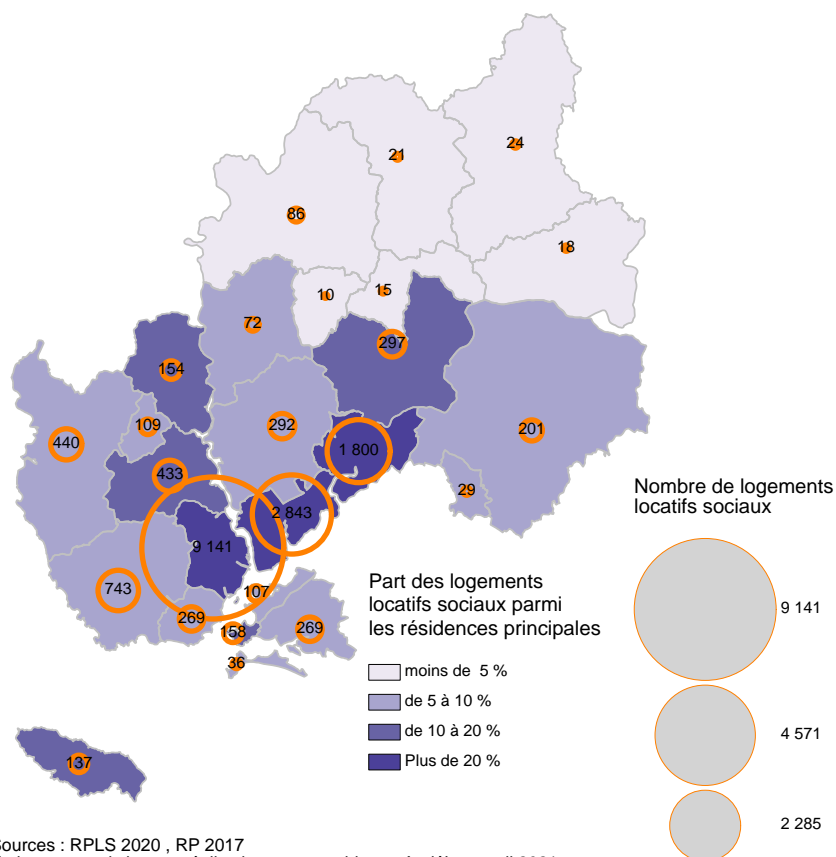 21
24
86
18
10
15
72
297
154
109
292
440
201
1 800
433
29
2 843
9 141
743
107
269
158
269
36
137
Part des logements
locatifs sociaux parmi
les résidences principales
moins de 5 %
de 5 à 10 %
de 10 à 20 %
Plus de 20 %
Nombre de logements
locatifs sociaux
9 141
4 571
2 285
Sources : RPLS 2020 , RP 2017